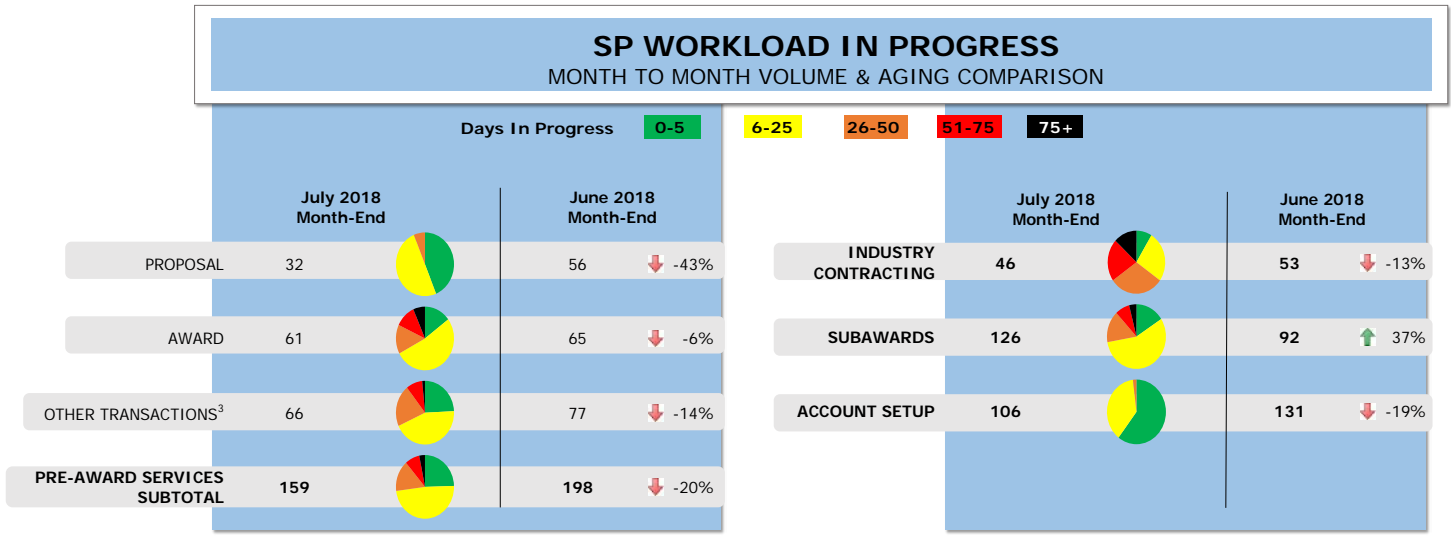 SP WORKLOAD IN PROGRESS
MONTH TO MONTH VOLUME & AGING COMPARISON
Days In Progress 0-5 6-25 26-50 51-75 75+
July 2018 June 2018
Month-End Month-End
PROPOSAL 32 56 -43%
AWARD 61 65 -6%
OTHER TRANSACTIONS³ 66 77 -14%
PRE-AWARD SERVICES
SUBTOTAL 159 198 -20%
July 2018 June 2018
Month-End Month-End
INDUSTRY
CONTRACTING 46 53 -13%
SUBAWARDS 126 92 37%
ACCOUNT SETUP 106 131 -19%